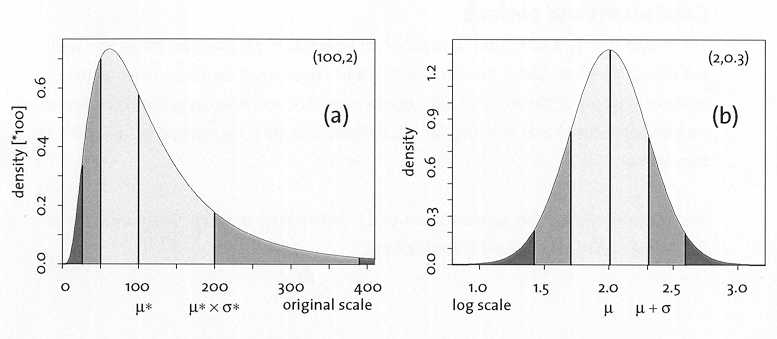 (100,2)
(a)
density [*100]
0.0 0.2 0.4 0.6
0 100 200 300 400
μ* μ* × σ* original scale
(2,0.3)
(b)
density
0.0 0.3 0.6 0.9 1.2
1.0 1.5 2.0 2.5 3.0
log scale μ μ + σ